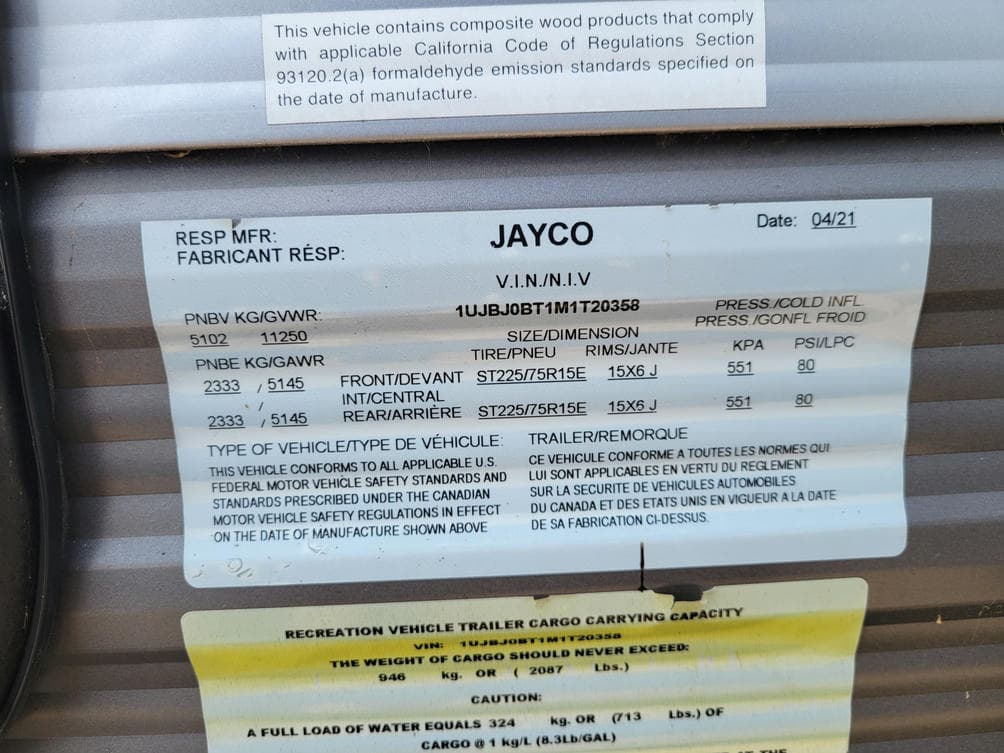 This vehicle contains composite wood products that comply
with applicable California Code of Regulations Section
93120.2(a) formaldehyde emission standards specified on
the date of manufacture.
RESP MFR: JAYCO Date: 04/21
FABRICANT RÉSP:
V.I.N./N.I.V
PNBV KG/GVWR: 1UJBJ0BT1M1T20358 PRESS./COLD INFL
5102 11250 SIZE/DIMENSION PRESS./GONFL FROID
PNBE KG/GAWR TIRE/PNEU RIMS/JANTE KPA PSI/LPC
2333 / 5145 FRONT/DEVANT ST225/75R15E 15X6 J 551 80
/ INT/CENTRAL
2333 / 5145 REAR/ARRIÈRE ST225/75R15E 15X6 J 551 80
TYPE OF VEHICLE/TYPE DE VÉHICULE: TRAILER/REMORQUE
THIS VEHICLE CONFORMS TO ALL APPLICABLE U.S.
FEDERAL MOTOR VEHICLE SAFETY STANDARDS AND
STANDARDS PRESCRIBED UNDER THE CANADIAN
MOTOR VEHICLE SAFETY REGULATIONS IN EFFECT
ON THE DATE OF MANUFACTURE SHOWN ABOVE
CE VEHICULE CONFORME A TOUTES LES NORMES QUI
LUI SONT APPLICABLES EN VERTU DU REGLEMENT
SUR LA SECURITE DE VEHICULES AUTOMOBILES
DU CANADA ET DES ETATS UNIS EN VIGUEUR A LA DATE
DE SA FABRICATION CI-DESSUS.
RECREATION VEHICLE TRAILER CARGO CARRYING CAPACITY
VIN: 1UJBJ0BT1M1T20358
THE WEIGHT OF CARGO SHOULD NEVER EXCEED:
946 kg. OR ( 2087 Lbs.)
CAUTION:
A FULL LOAD OF WATER EQUALS 324 kg. OR (713 Lbs.) OF
CARGO @ 1 kg/L (8.3Lb/GAL)